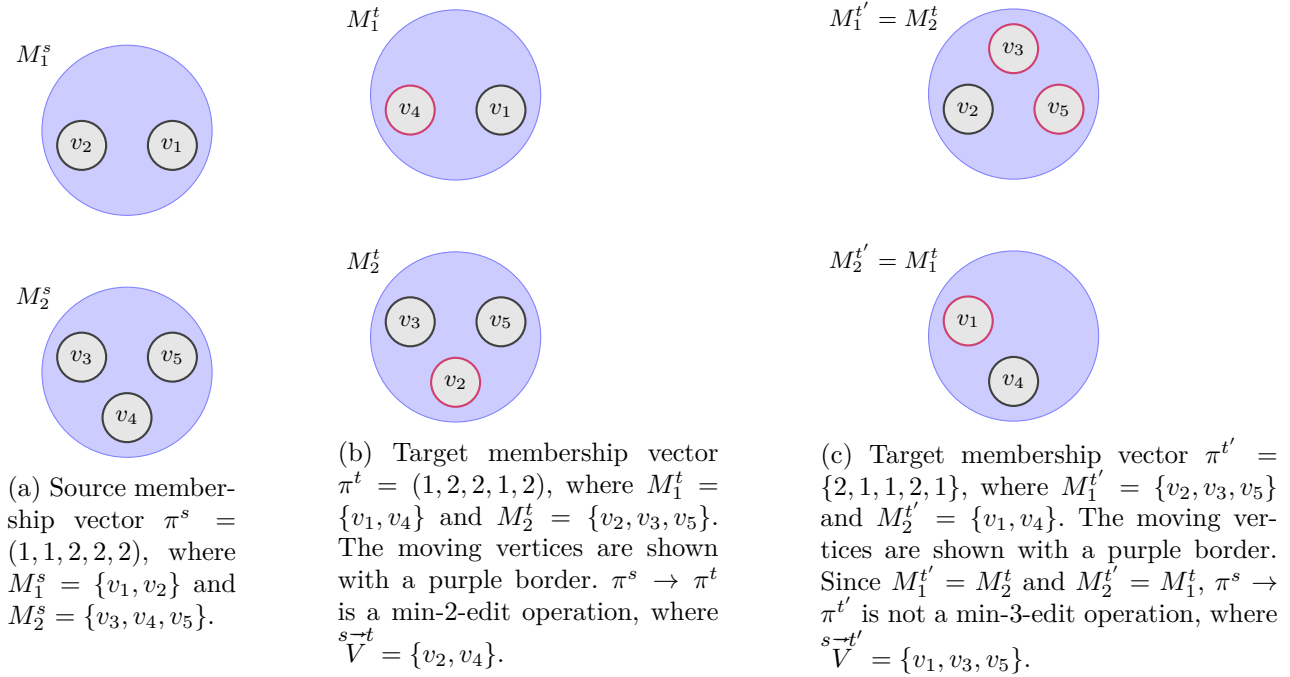 M_1^s
v_2
v_1
M_2^s
v_3
v_5
v_4
(a) Source member-
ship vector π^s =
(1, 1, 2, 2, 2), where
M_1^s = {v_1, v_2} and
M_2^s = {v_3, v_4, v_5}.
M_1^t
v_4
v_1
M_2^t
v_3
v_5
v_2
(b) Target membership vector
π^t = (1, 2, 2, 1, 2), where M_1^t =
{v_1, v_4} and M_2^t = {v_2, v_3, v_5}.
The moving vertices are shown
with a purple border. π^s → π^t
is a min-2-edit operation, where
\overset{s→t}{V} = {v_2, v_4}.
M_1^{t'} = M_2^t
v_3
v_2
v_5
M_2^{t'} = M_1^t
v_1
v_4
(c) Target membership vector π^{t'} =
{2, 1, 1, 2, 1}, where M_1^{t'} = {v_2, v_3, v_5}
and M_2^{t'} = {v_1, v_4}. The moving ver-
tices are shown with a purple border.
Since M_1^{t'} = M_2^t and M_2^{t'} = M_1^t, π^s →
π^{t'} is not a min-3-edit operation, where
\overset{s→t'}{V} = {v_1, v_3, v_5}.